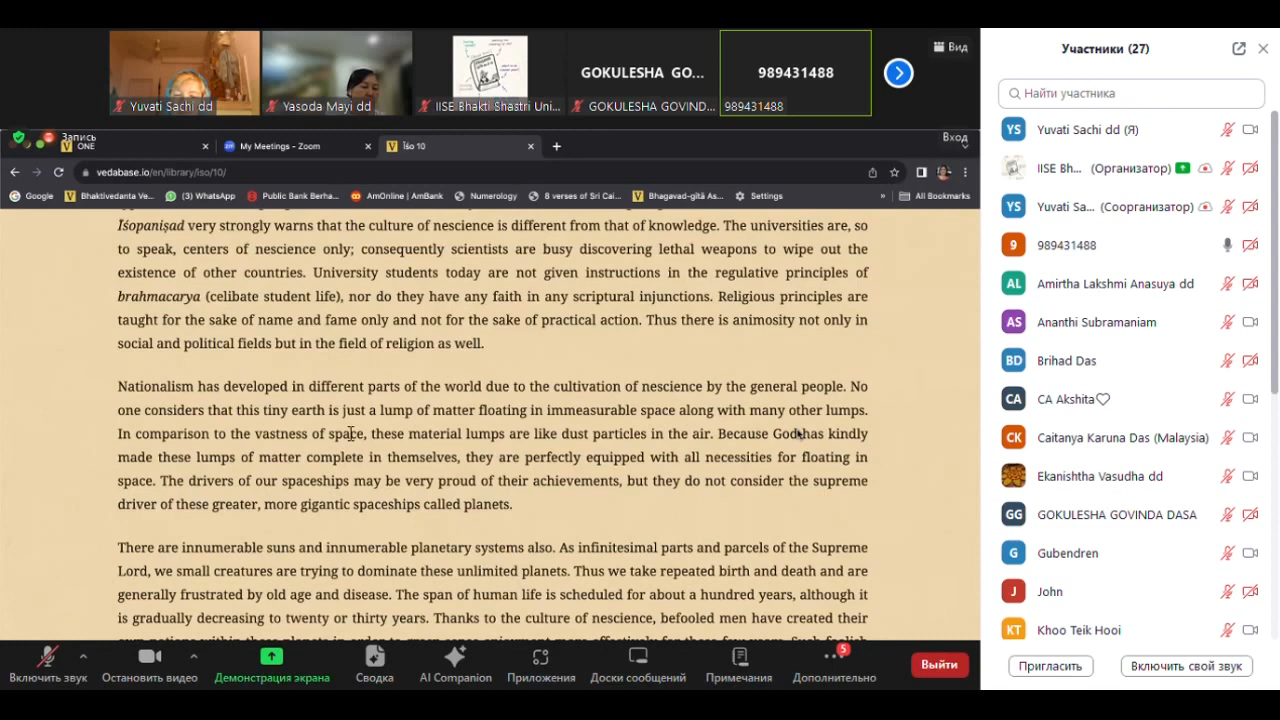 989431488
GOKULESHA GO...
Вид
Yuvati Sachi dd
Yasoda Mayi dd
IISE Bhakti Shastri Uni...
GOKULESHA GOVIND...
989431488
Участники (27)
Найти участника
YS Yuvati Sachi dd (Я)
IISE Bh... (Организатор)
YS Yuvati Sa... (Соорганизатор)
9 989431488
AL Amirtha Lakshmi Anasuya dd
AS Ananthi Subramaniam
BD Brihad Das
CA CA Akshita♡
CK Caitanya Karuna Das (Malaysia)
Ekanishtha Vasudha dd
GG GOKULESHA GOVINDA DASA
G Gubendren
J John
KT Khoo Teik Hooi
Пригласить
Включить свой звук
Запись
Вход
ONE
My Meetings - Zoom
Īśo 10
vedabase.io/en/library/iso/10/
Google
Bhaktivedanta Ve...
(3) WhatsApp
Public Bank Berha...
AmOnline | AmBank
Numerology
8 verses of Sri Cai...
Bhagavad-gītā As...
Settings
»
All Bookmarks
Īśopaniṣad very strongly warns that the culture of nescience is different from that of knowledge. The universities are, so
to speak, centers of nescience only; consequently scientists are busy discovering lethal weapons to wipe out the
existence of other countries. University students today are not given instructions in the regulative principles of
brahmacarya (celibate student life), nor do they have any faith in any scriptural injunctions. Religious principles are
taught for the sake of name and fame only and not for the sake of practical action. Thus there is animosity not only in
social and political fields but in the field of religion as well.
Nationalism has developed in different parts of the world due to the cultivation of nescience by the general people. No
one considers that this tiny earth is just a lump of matter floating in immeasurable space along with many other lumps.
In comparison to the vastness of space, these material lumps are like dust particles in the air. Because God has kindly
made these lumps of matter complete in themselves, they are perfectly equipped with all necessities for floating in
space. The drivers of our spaceships may be very proud of their achievements, but they do not consider the supreme
driver of these greater, more gigantic spaceships called planets.
There are innumerable suns and innumerable planetary systems also. As infinitesimal parts and parcels of the Supreme
Lord, we small creatures are trying to dominate these unlimited planets. Thus we take repeated birth and death and are
generally frustrated by old age and disease. The span of human life is scheduled for about a hundred years, although it
is gradually decreasing to twenty or thirty years. Thanks to the culture of nescience, befooled men have created their
Включить звук
Остановить видео
Демонстрация экрана
Сводка
AI Companion
Приложения
Доски сообщений
Примечания
5
Дополнительно
Выйти